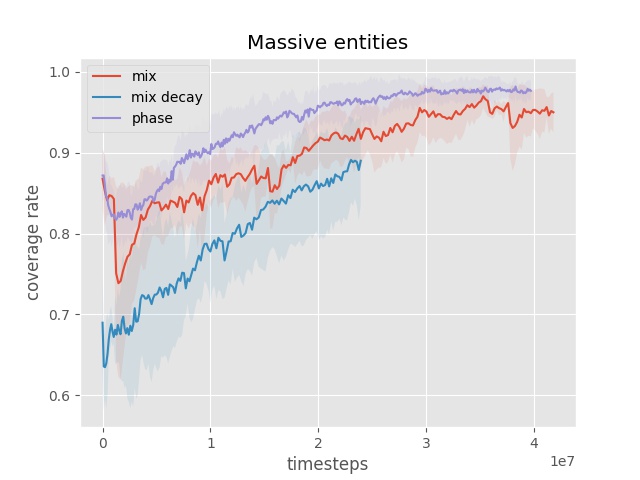 Massive entities
mix
mix decay
phase
coverage rate
1.0
0.9
0.8
0.7
0.6
0 1 2 3 4
1e7
timesteps